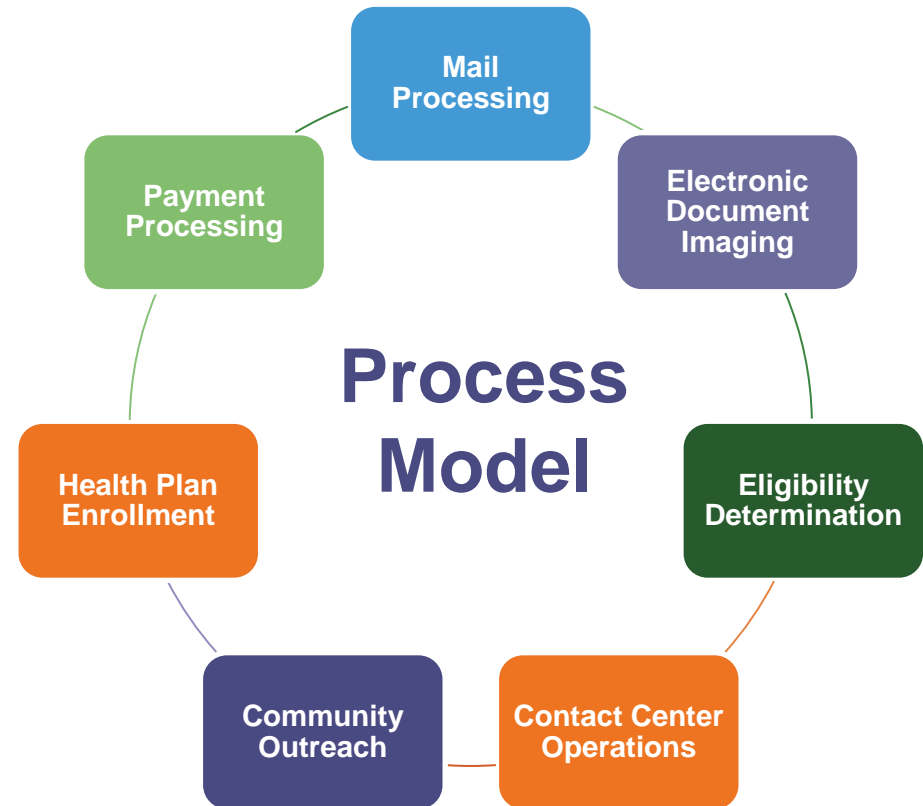 Mail
Processing
Electronic
Document
Imaging
Eligibility
Determination
Contact Center
Operations
Community
Outreach
Health Plan
Enrollment
Payment
Processing
Process
Model